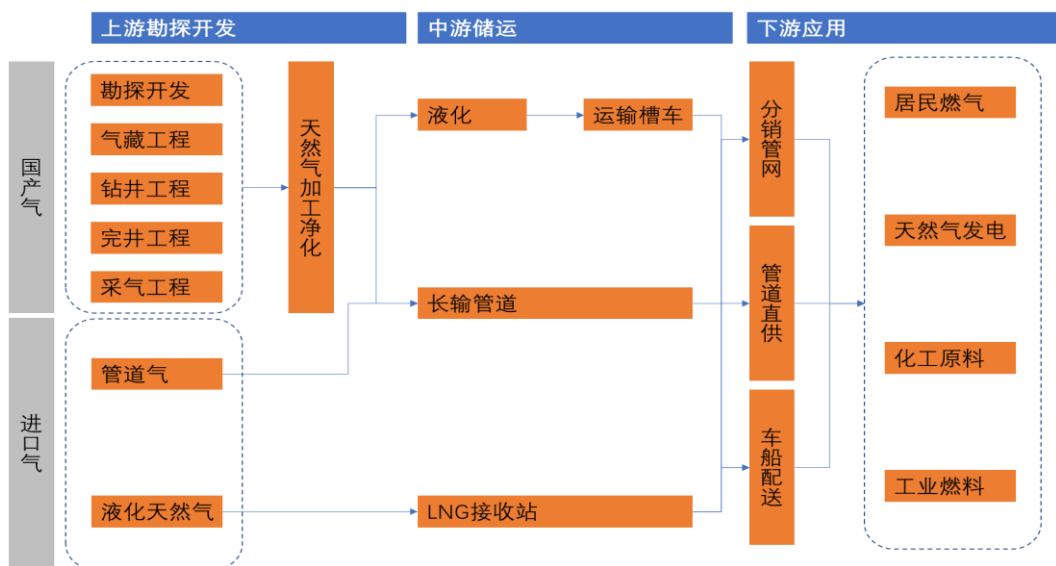 上游勘探开发
中游储运
下游应用
国产气
勘探开发
气藏工程
钻井工程
完井工程
采气工程
天然气加工净化
液化
运输槽车
长输管道
进口气
管道气
液化天然气
LNG接收站
分销管网
管道直供
车船配送
居民燃气
天然气发电
化工原料
工业燃料